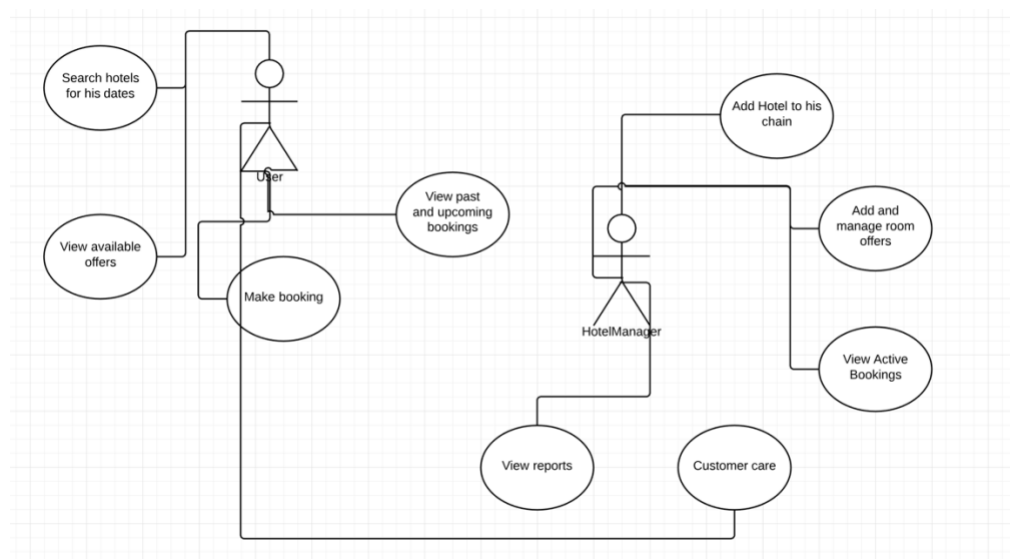 Search hotels
for his dates
User
View available
offers
View past
and upcoming
bookings
Make booking
Add Hotel to his
chain
Add and
manage room
offers
HotelManager
View Active
Bookings
View reports
Customer care